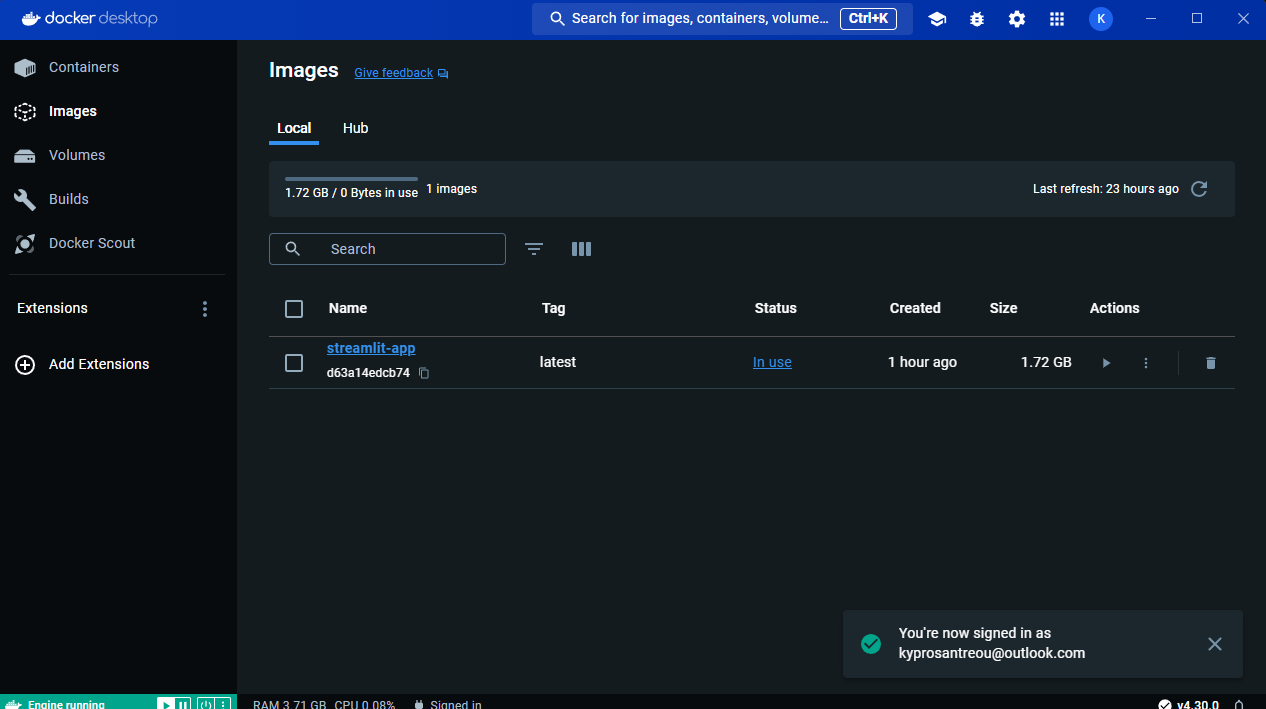 docker desktop
Search for images, containers, volume... Ctrl+K
K
Containers
Images
Volumes
Builds
Docker Scout
Extensions
Add Extensions
Images Give feedback
Local Hub
1.72 GB / 0 Bytes in use 1 images
Last refresh: 23 hours ago
Search
Name Tag Status Created Size Actions
streamlit-app
d63a14edcb74
latest In use 1 hour ago 1.72 GB
You're now signed in as
kyprosantreou@outlook.com
Engine running
RAM 3.71 GB CPU 0.08% Signed in
v4.30.0